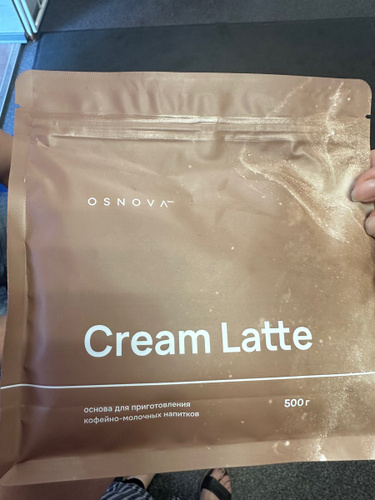 OSNOVA
Cream Latte
основа для приготовления
кофейно-молочных напитков
500 г